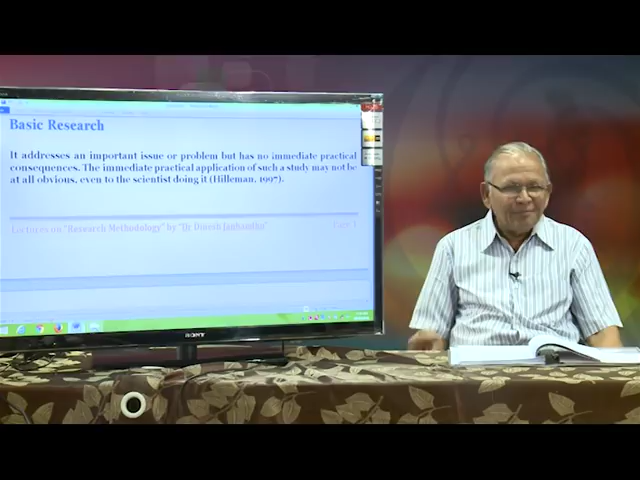 Basic Research
It addresses an important issue or problem but has no immediate practical
consequences. The immediate practical application of such a study may not be
at all obvious, even to the scientist doing it (Hilleman, 1997).
Lectures on "Research Methodology" by "Dr Dinesh
Page
SONY